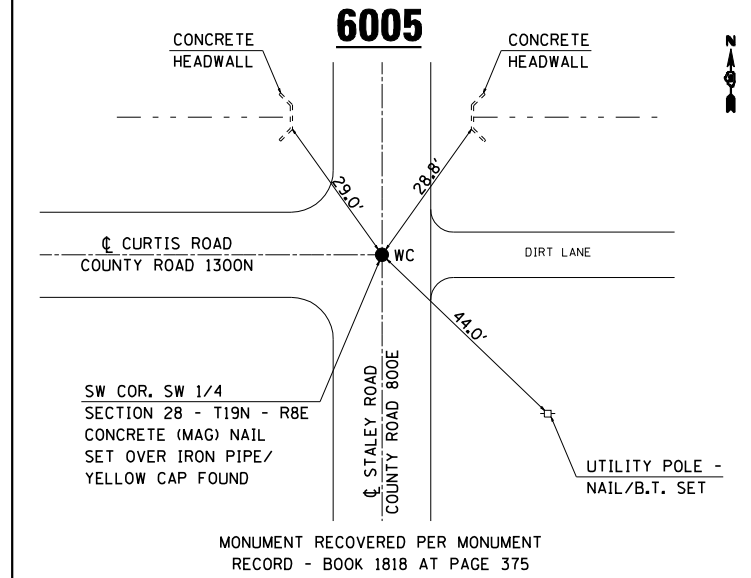 6005
CONCRETE
HEADWALL
CONCRETE
HEADWALL
N
29.0'
28.8'
℄ CURTIS ROAD
COUNTY ROAD 1300N
WC
DIRT LANE
44.0'
SW COR. SW 1/4
SECTION 28 - T19N - R8E
CONCRETE (MAG) NAIL
SET OVER IRON PIPE/
YELLOW CAP FOUND
℄ STALEY ROAD
COUNTY ROAD 800E
UTILITY POLE -
NAIL/B.T. SET
MONUMENT RECOVERED PER MONUMENT
RECORD - BOOK 1818 AT PAGE 375